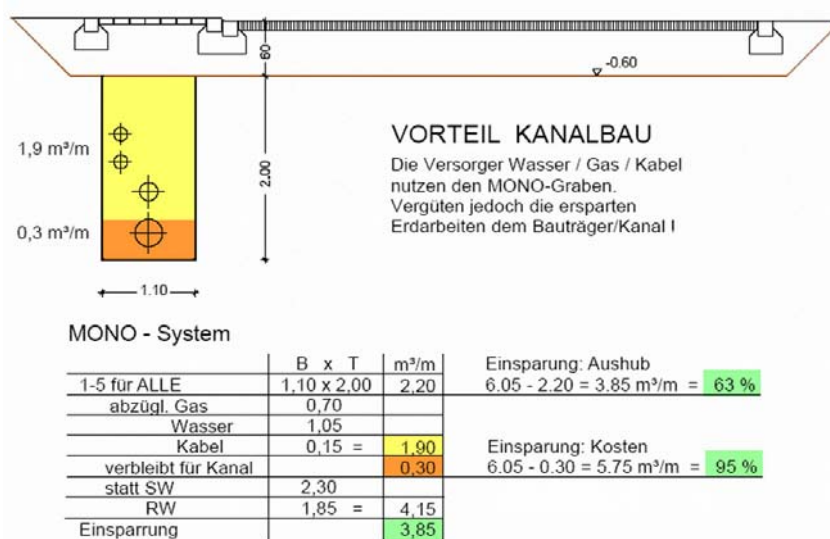 60
-0.60
VORTEIL KANALBAU
Die Versorger Wasser / Gas / Kabel
nutzen den MONO-Graben.
Vergüten jedoch die ersparten
Erdarbeiten dem Bauträger/Kanal !
1,9 m³/m
2.00
0,3 m³/m
1.10
MONO - System
B x T m³/m
1-5 für ALLE 1,10 x 2,00 2,20
abzügl. Gas 0,70
Wasser 1,05
Kabel 0,15 = 1,90
verbleibt für Kanal 0,30
statt SW 2,30
RW 1,85 = 4,15
Einsparrung 3,85
Einsparung: Aushub
6.05 - 2.20 = 3.85 m³/m = 63 %
Einsparung: Kosten
6.05 - 0.30 = 5.75 m³/m = 95 %